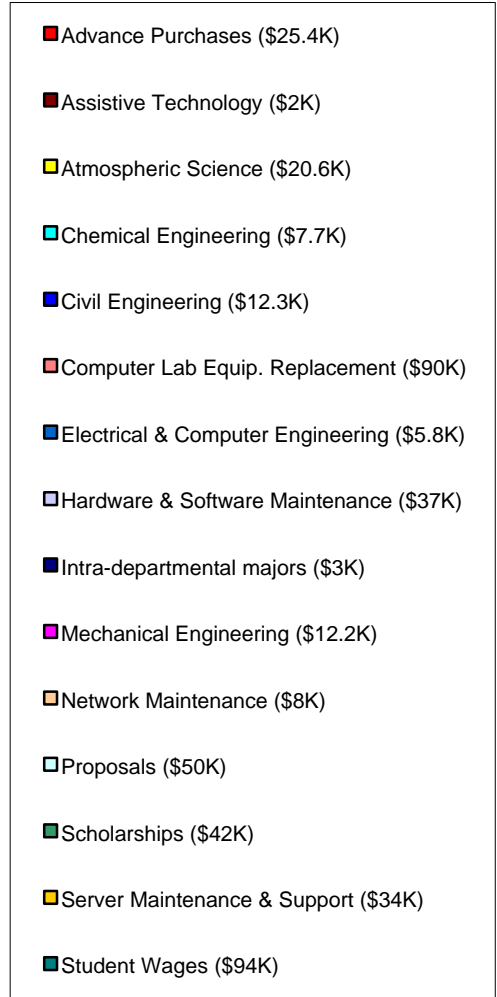 Advance Purchases ($25.4K)
Assistive Technology ($2K)
Atmospheric Science ($20.6K)
Chemical Engineering ($7.7K)
Civil Engineering ($12.3K)
Computer Lab Equip. Replacement ($90K)
Electrical & Computer Engineering ($5.8K)
Hardware & Software Maintenance ($37K)
Intra-departmental majors ($3K)
Mechanical Engineering ($12.2K)
Network Maintenance ($8K)
Proposals ($50K)
Scholarships ($42K)
Server Maintenance & Support ($34K)
Student Wages ($94K)